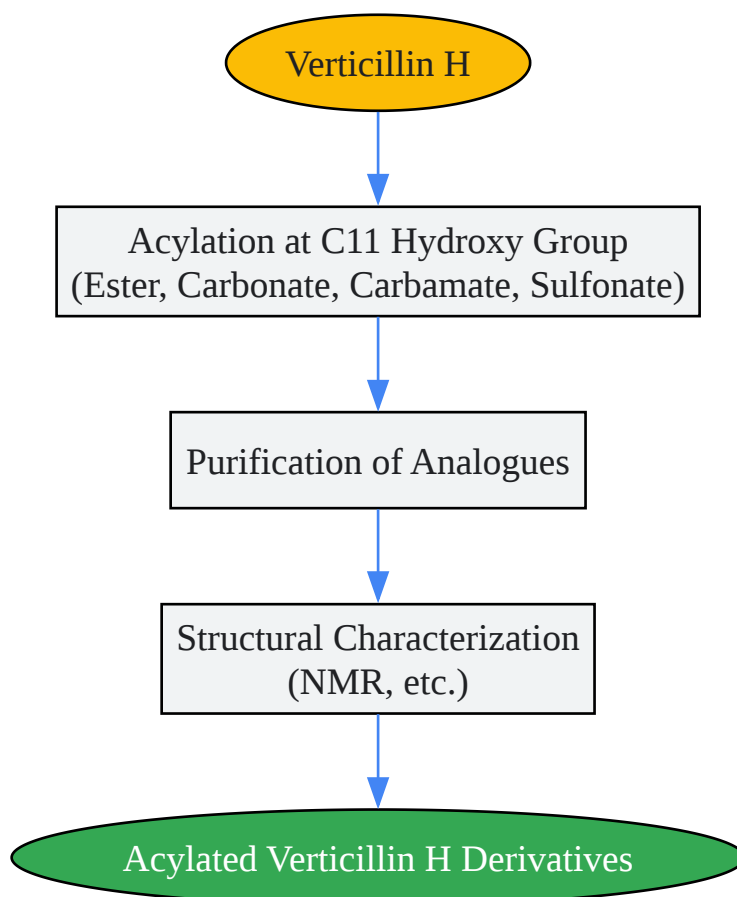 Verticillin H
Acylation at C11 Hydroxy Group
(Ester, Carbonate, Carbamate, Sulfonate)
Purification of Analogues
Structural Characterization
(NMR, etc.)
Acylated Verticillin H Derivatives